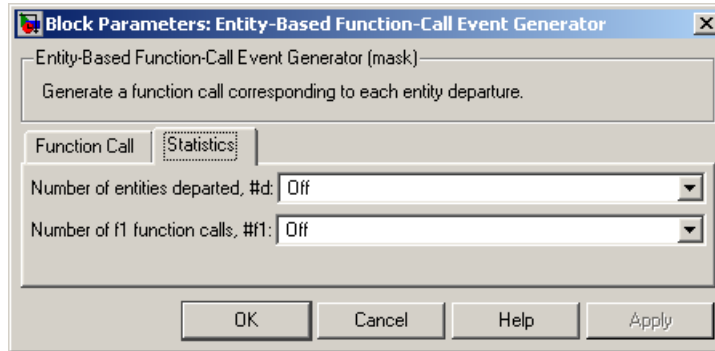 Block Parameters: Entity-Based Function-Call Event Generator
Entity-Based Function-Call Event Generator (mask)
Generate a function call corresponding to each entity departure.
Function Call Statistics
Number of entities departed, #d: Off
Number of f1 function calls, #f1: Off
OK Cancel Help Apply